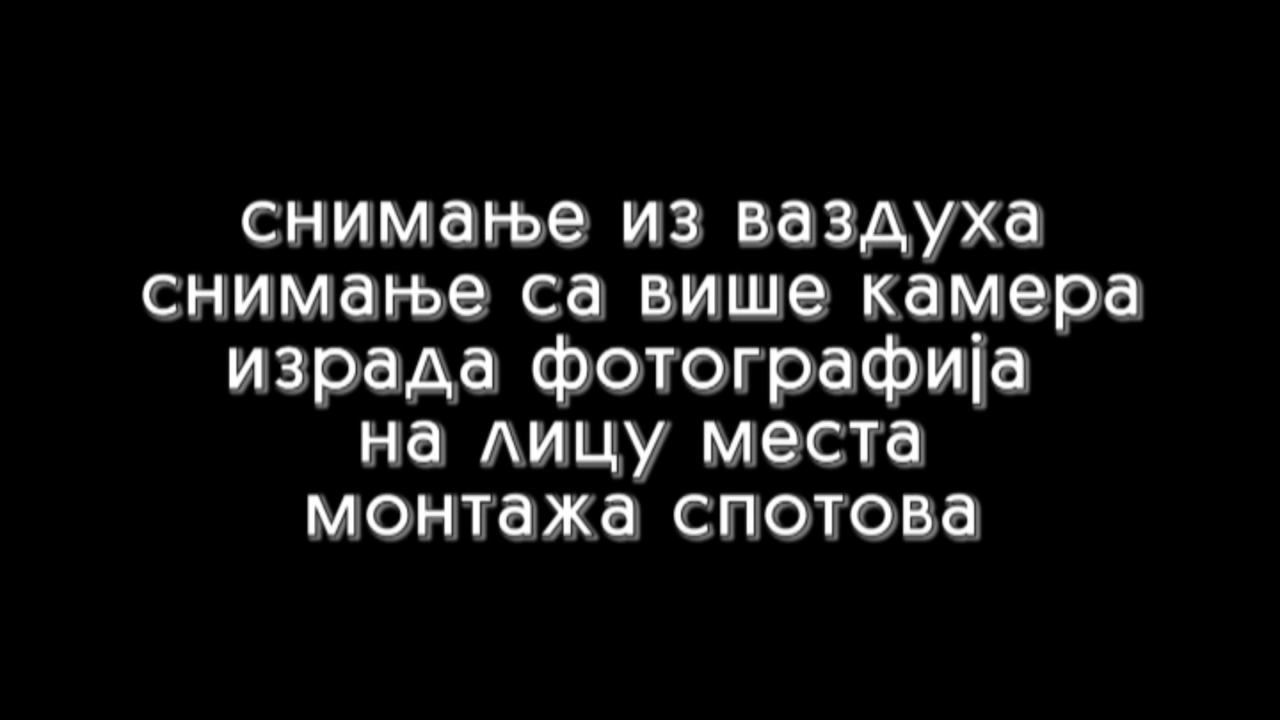 снимање из ваздуха
снимање са више камера
израда фотографија
на лицу места
монтажа спотова